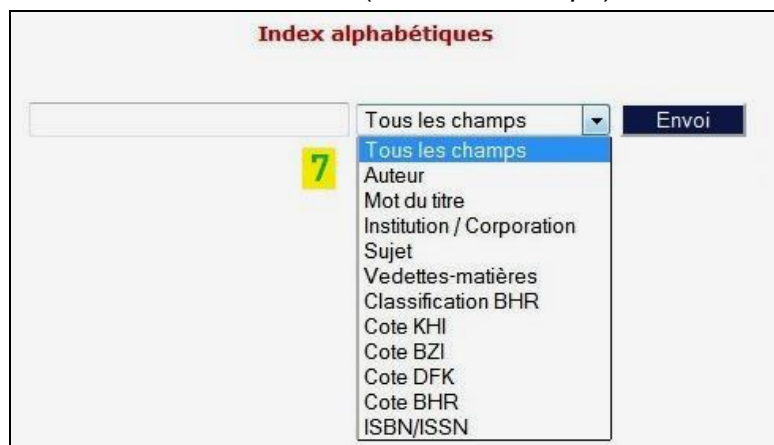 Index alphabétiques
Tous les champs Envoi
7
Tous les champs
Auteur
Mot du titre
Institution / Corporation
Sujet
Vedettes-matières
Classification BHR
Cote KHI
Cote BZI
Cote DFK
Cote BHR
ISBN/ISSN